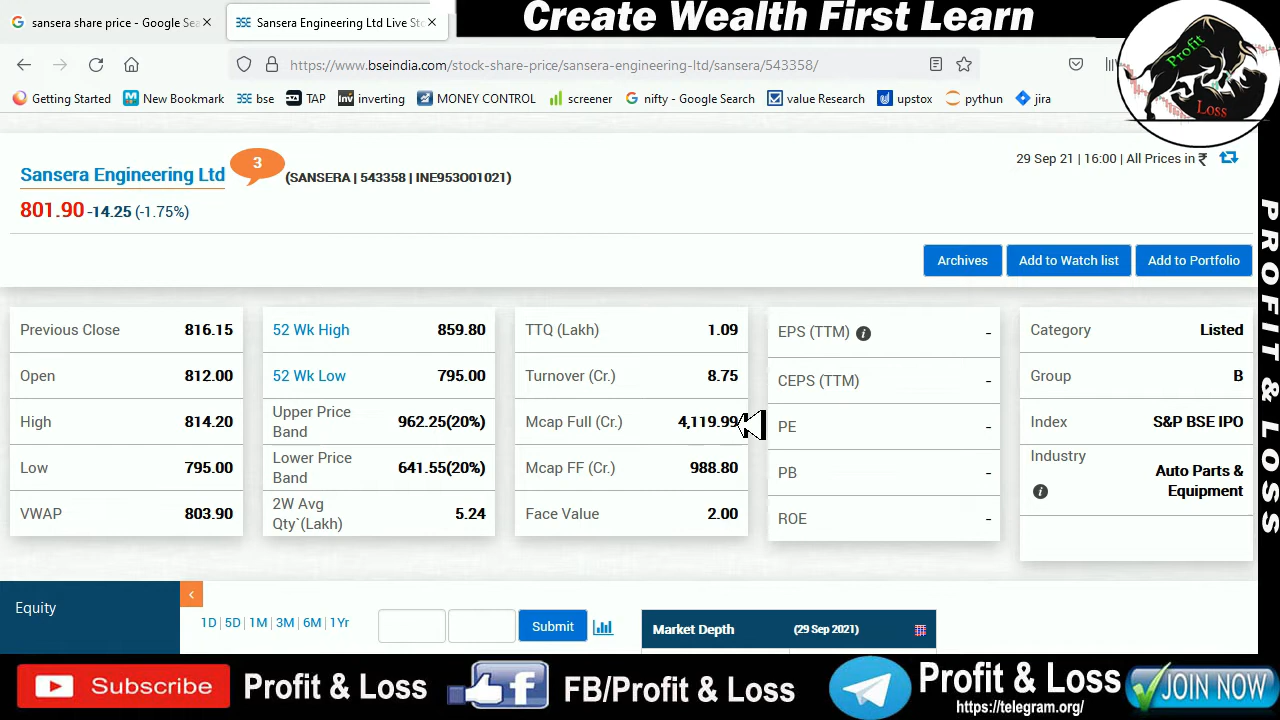 sansera share price - Google Sea
Sansera Engineering Ltd Live Sto
Create Wealth First Learn
https://www.bseindia.com/stock-share-price/sansera-engineering-ltd/sansera/543358/
Getting Started New Bookmark bse TAP inverting MONEY CONTROL screener nifty - Google Search value Research upstox pythun jira
Profit
Loss
29 Sep 21 | 16:00 | All Prices in ₹
Sansera Engineering Ltd 3 (SANSERA | 543358 | INE953O01021)
801.90 -14.25 (-1.75%)
Archives Add to Watch list Add to Portfolio
Previous Close 816.15
Open 812.00
High 814.20
Low 795.00
VWAP 803.90
52 Wk High 859.80
52 Wk Low 795.00
Upper Price
Band 962.25(20%)
Lower Price
Band 641.55(20%)
2W Avg
Qty`(Lakh) 5.24
TTQ (Lakh) 1.09
Turnover (Cr.) 8.75
Mcap Full (Cr.) 4,119.99
Mcap FF (Cr.) 988.80
Face Value 2.00
EPS (TTM) -
CEPS (TTM) -
PE -
PB -
ROE -
Category Listed
Group B
Index S&P BSE IPO
Industry Auto Parts &
Equipment
PROFIT & LOSS
Equity
1D 5D 1M 3M 6M 1Yr Submit
Market Depth (29 Sep 2021)
Subscribe Profit & Loss
FB/Profit & Loss
Profit & Loss
https://telegram.org/
JOIN NOW